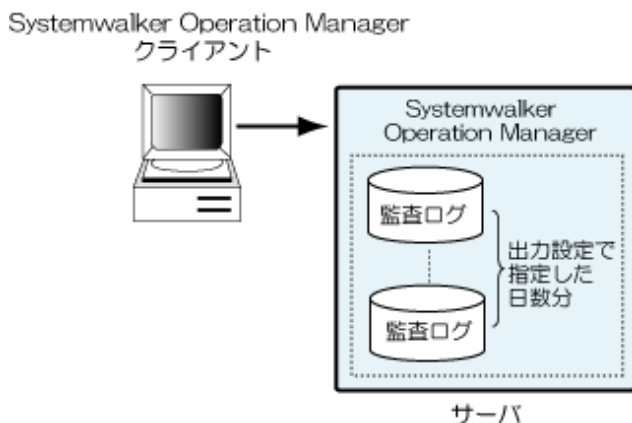 Systemwalker Operation Manager
クライアント
Systemwalker
Operation Manager
監査ログ
監査ログ
出力設定で
指定した
日数分
サーバ